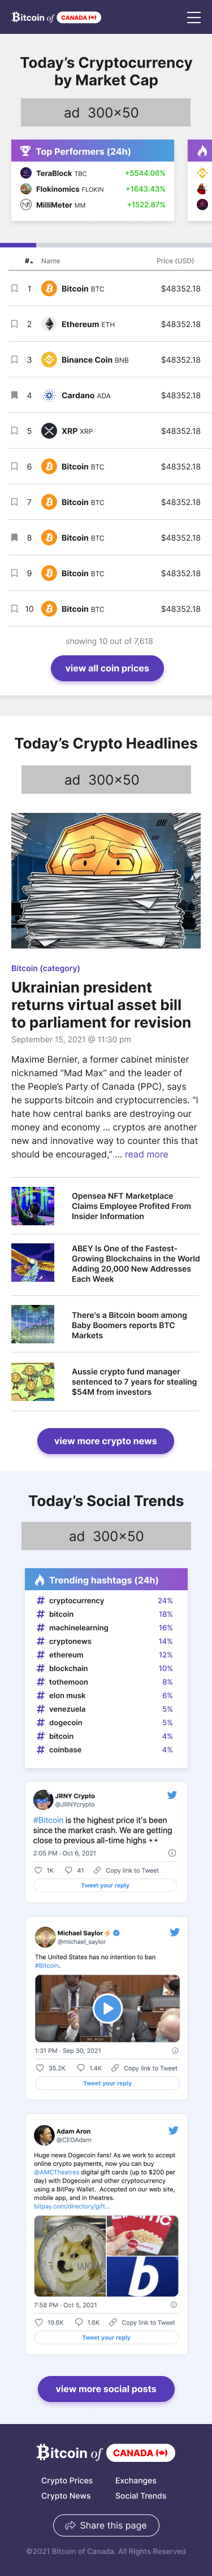 Bitcoin of CANADA
Today's Cryptocurrency
by Market Cap
ad 300x50
Top Performers (24h)
TeraBlock TBC +5544.06%
Flokinomics FLOKIN +1643.43%
MilliMeter MM +1522.87%
# Name Price (USD)
1 Bitcoin BTC $48352.18
2 Ethereum ETH $48352.18
3 Binance Coin BNB $48352.18
4 Cardano ADA $48352.18
5 XRP XRP $48352.18
6 Bitcoin BTC $48352.18
7 Bitcoin BTC $48352.18
8 Bitcoin BTC $48352.18
9 Bitcoin BTC $48352.18
10 Bitcoin BTC $48352.18
showing 10 out of 7,618
view all coin prices
Today's Crypto Headlines
ad 300x50
Bitcoin (category)
Ukrainian president
returns virtual asset bill
to parliament for revision
September 15, 2021 @ 11:30 pm
Maxime Bernier, a former cabinet minister
nicknamed “Mad Max” and the leader of
the People’s Party of Canada (PPC), says
he supports bitcoin and cryptocurrencies. “I
hate how central banks are destroying our
money and economy ... cryptos are another
new and innovative way to counter this that
should be encouraged,” ... read more
Opensea NFT Marketplace
Claims Employee Profited From
Insider Information
ABEY Is One of the Fastest-
Growing Blockchains in the World
Adding 20,000 New Addresses
Each Week
There's a Bitcoin boom among
Baby Boomers reports BTC
Markets
Aussie crypto fund manager
sentenced to 7 years for stealing
$54M from investors
view more crypto news
Today's Social Trends
ad 300x50
Trending hashtags (24h)
# cryptocurrency 24%
# bitcoin 18%
# machinelearning 16%
# cryptonews 14%
# ethereum 12%
# blockchain 10%
# tothemoon 8%
# elon musk 6%
# venezuela 5%
# dogecoin 5%
# bitcoin 4%
# coinbase 4%
JRNY Crypto
@JRNYcrypto
#Bitcoin is the highest price it's been
since the market crash. We are getting
close to previous all-time highs 👀
2:05 PM · Oct 6, 2021
1K 41 Copy link to Tweet
Tweet your reply
Michael Saylor⚡
@michael_saylor
The United States has no intention to ban
#Bitcoin.
1:31 PM · Sep 30, 2021
35.2K 1.4K Copy link to Tweet
Tweet your reply
Adam Aron
@CEOAdam
Huge news Dogecoin fans! As we work to accept
online crypto payments, now you can buy
@AMCTheatres digital gift cards (up to $200 per
day) with Dogecoin and other cryptocurrency
using a BitPay Wallet. Accepted on our web site,
mobile app, and in theatres.
bitpay.com/directory/gift...
7:58 PM · Oct 5, 2021
19.6K 1.6K Copy link to Tweet
Tweet your reply
view more social posts
Bitcoin of CANADA
Crypto Prices Exchanges
Crypto News Social Trends
Share this page
©2021 Bitcoin of Canada. All Rights Reserved